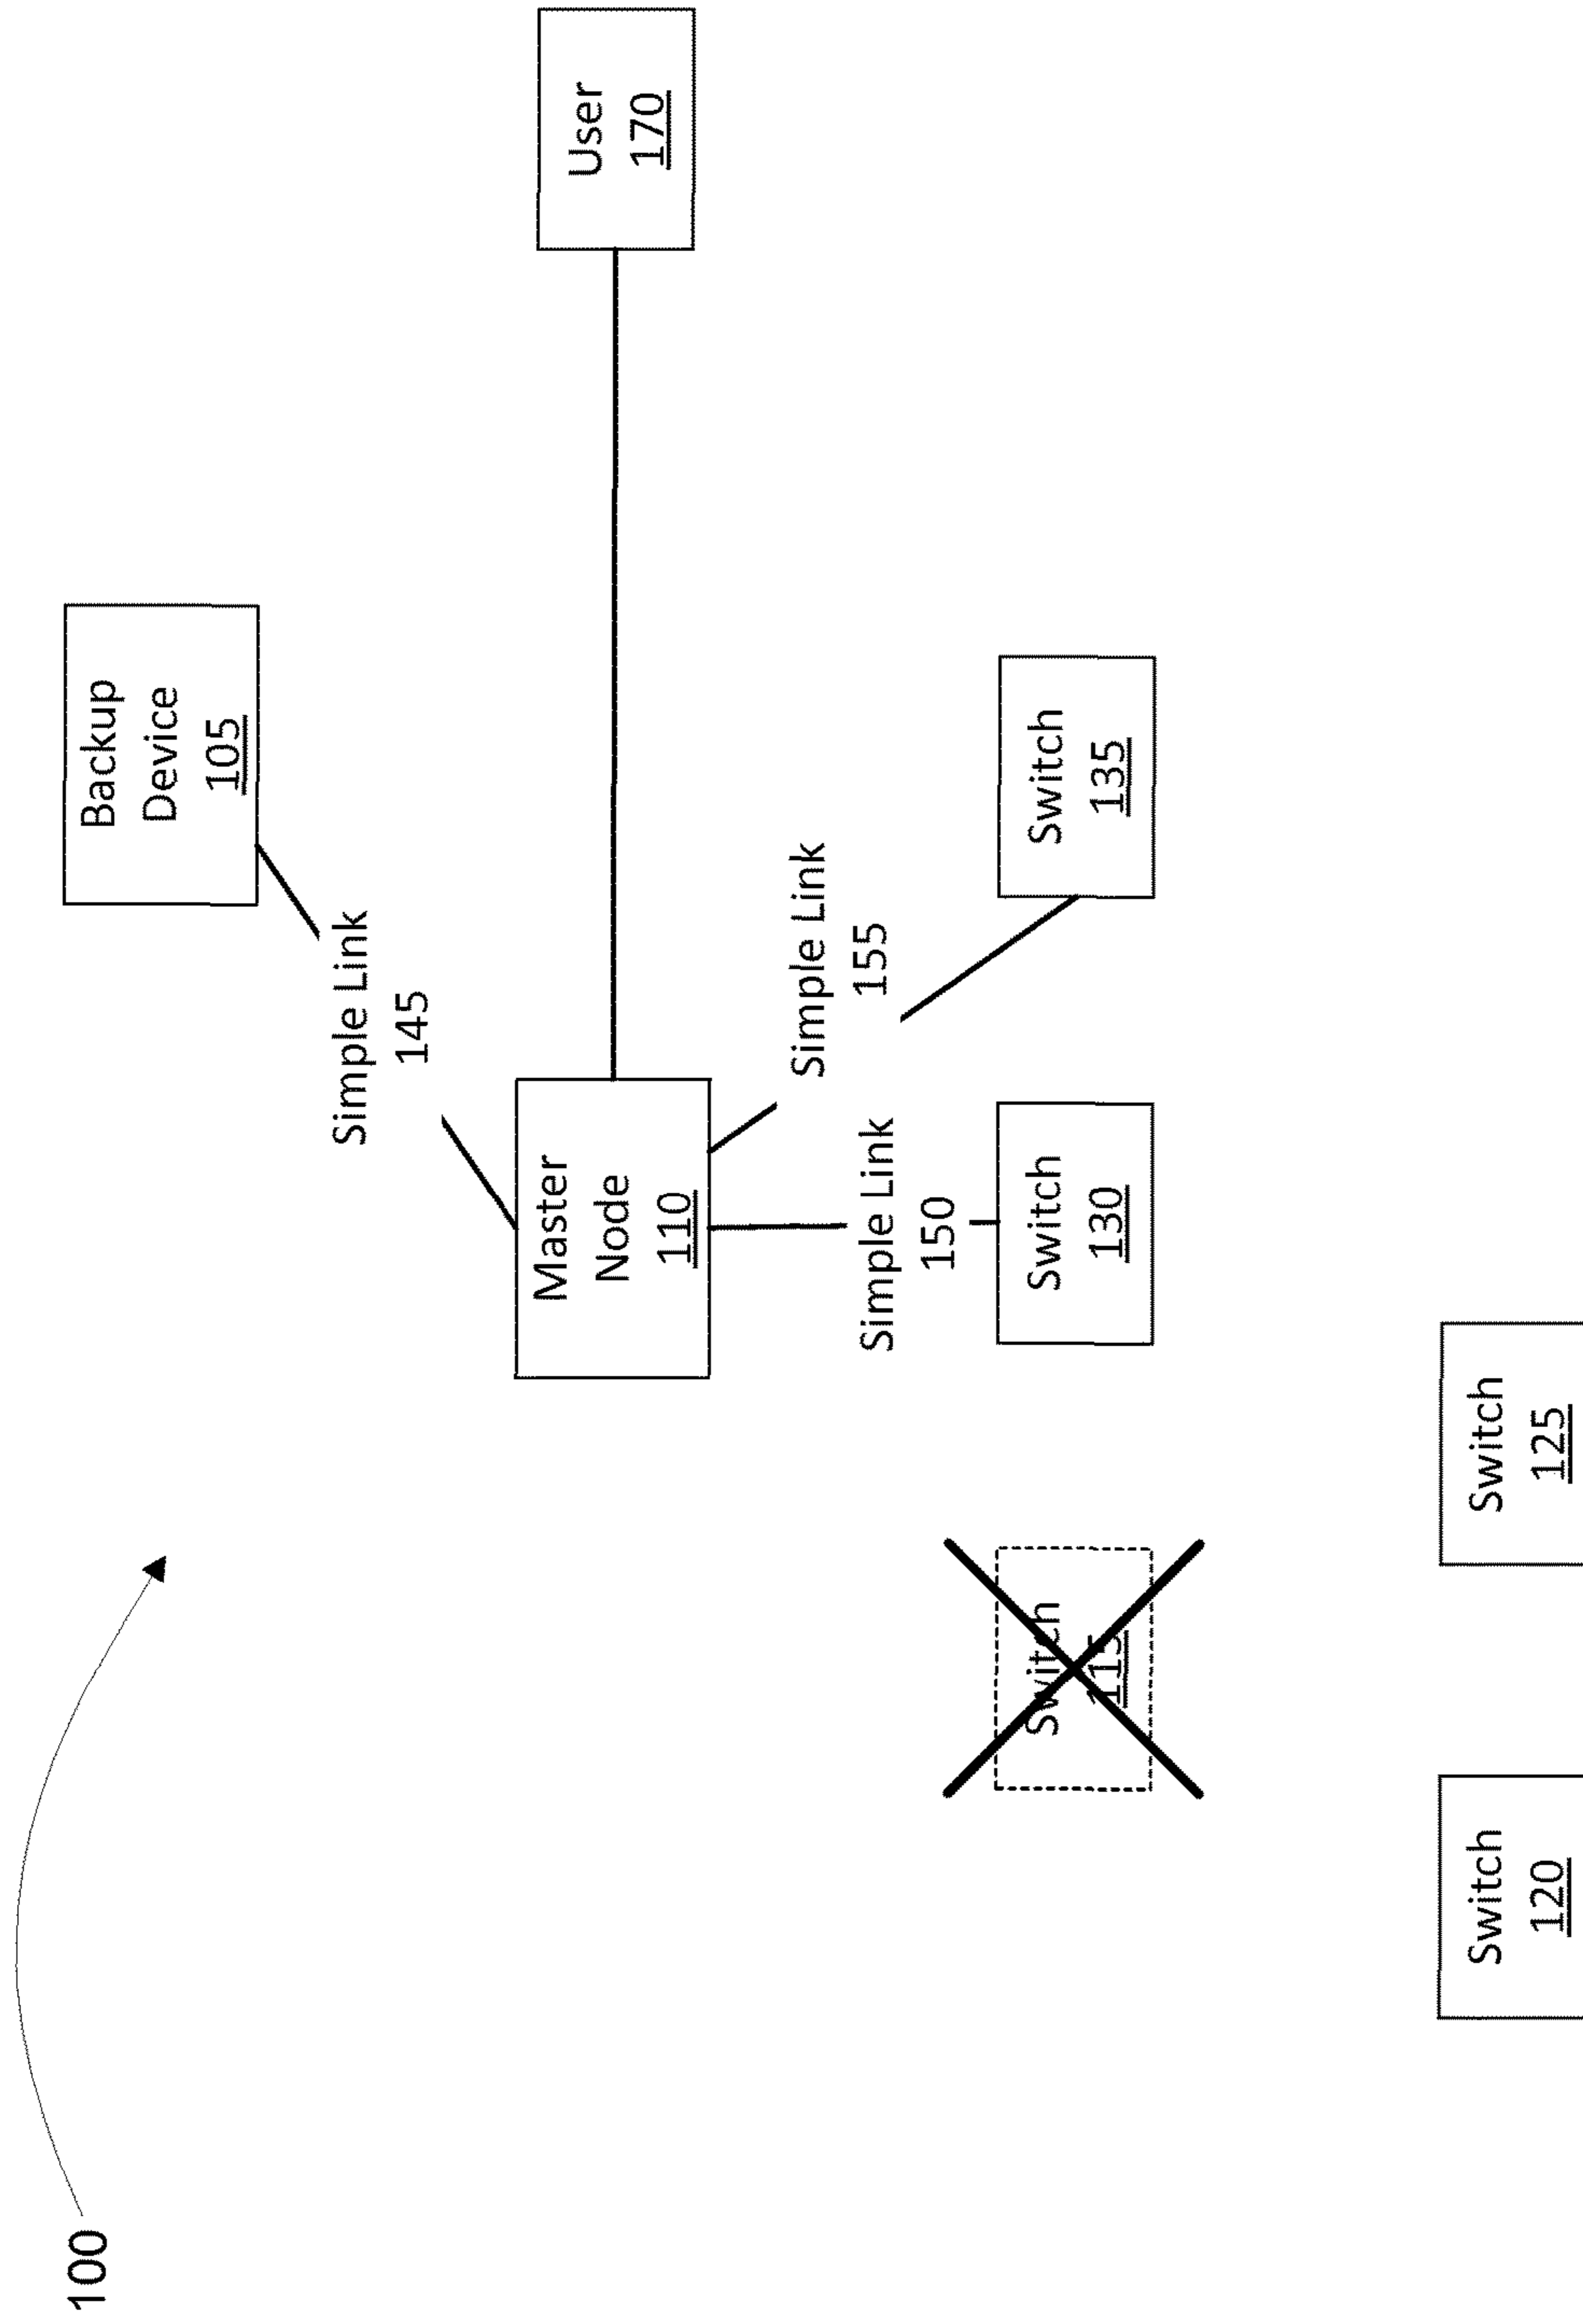 100
Backup
Device
105
Simple Link
145
Master
Node
110
User
170
Simple Link
155
Simple Link
150
Switch
115
Switch
130
Switch
135
Switch
120
Switch
125